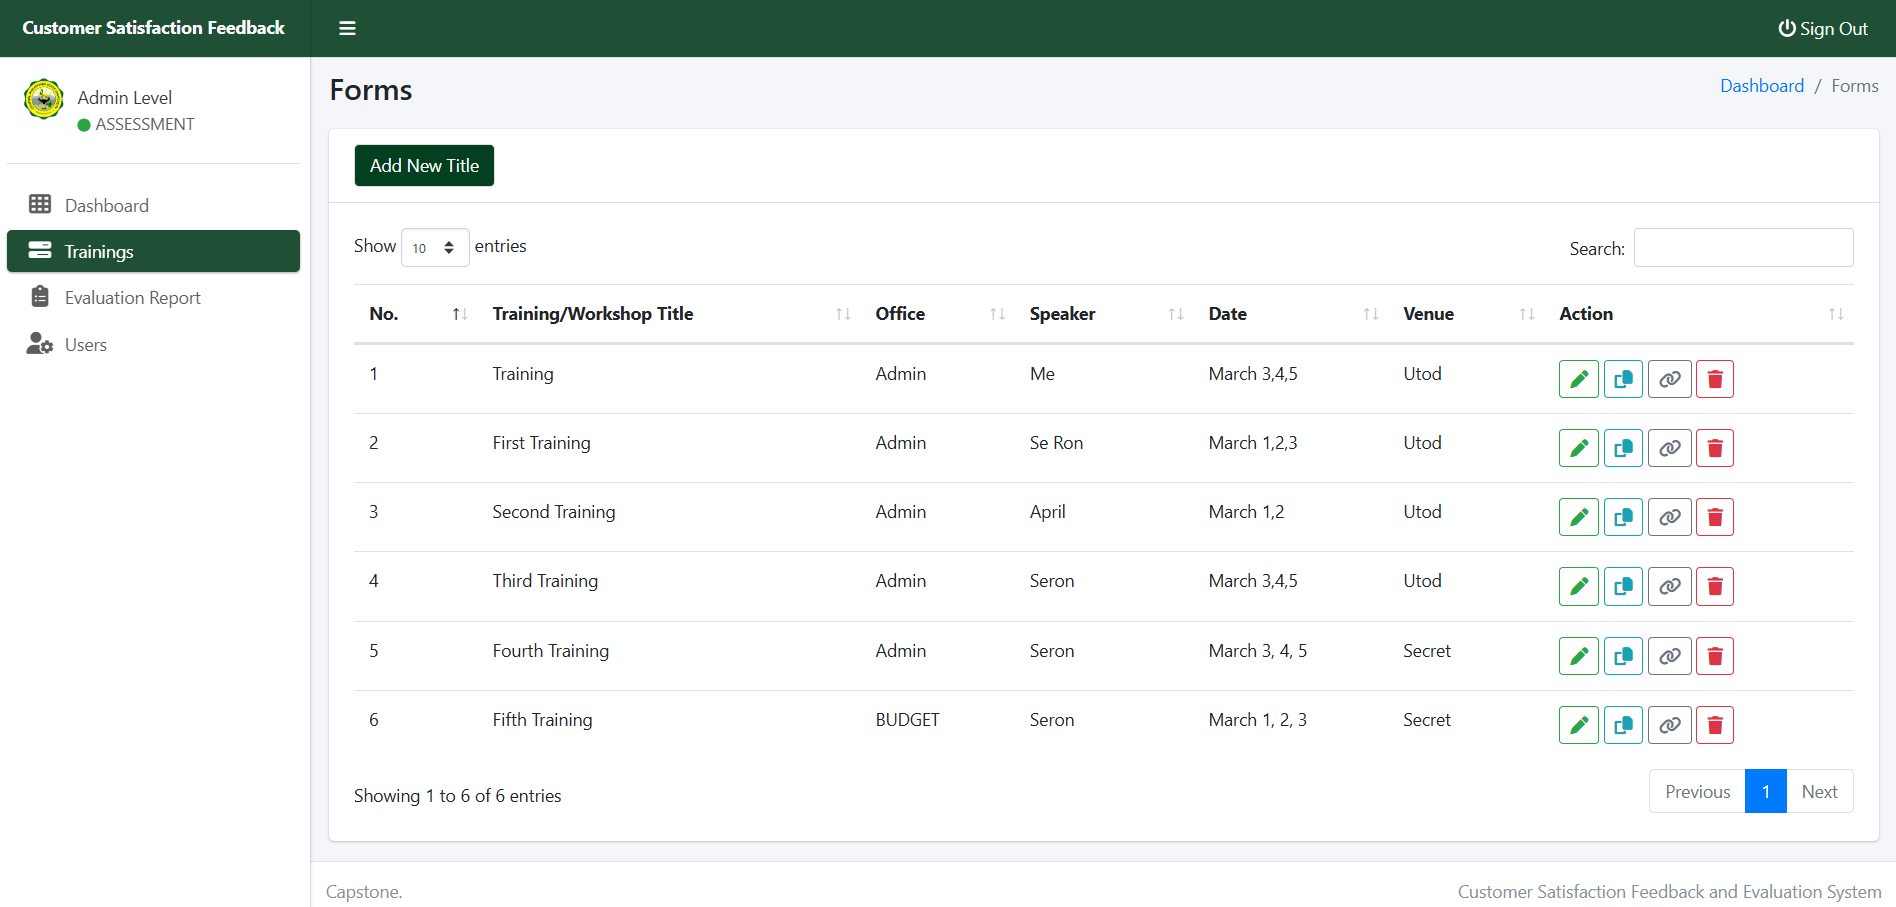 Customer Satisfaction Feedback
Sign Out
Admin Level
ASSESSMENT
Dashboard
Trainings
Evaluation Report
Users
Forms
Dashboard / Forms
Add New Title
Show 10 entries
Search:
No. Training/Workshop Title Office Speaker Date Venue Action
1 Training Admin Me March 3,4,5 Utod
2 First Training Admin Se Ron March 1,2,3 Utod
3 Second Training Admin April March 1,2 Utod
4 Third Training Admin Seron March 3,4,5 Utod
5 Fourth Training Admin Seron March 3, 4, 5 Secret
6 Fifth Training BUDGET Seron March 1, 2, 3 Secret
Showing 1 to 6 of 6 entries
Previous 1 Next
Capstone.
Customer Satisfaction Feedback and Evaluation System